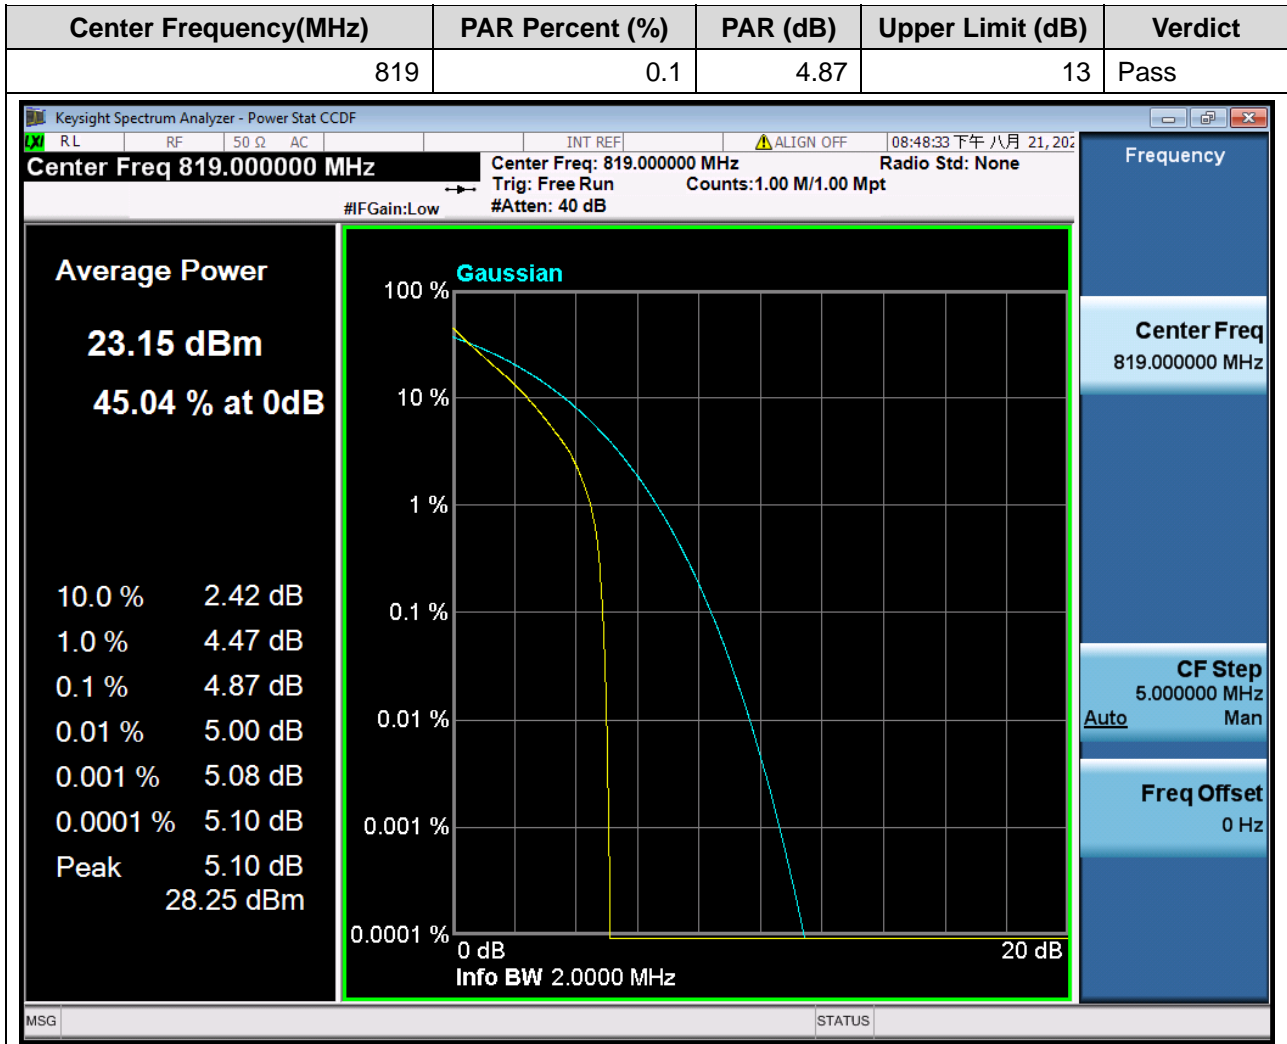 Center Frequency(MHz) PAR Percent (%) PAR (dB) Upper Limit (dB) Verdict
819 0.1 4.87 13 Pass
Keysight Spectrum Analyzer - Power Stat CCDF
LXI RL RF 50 Ω AC INT REF ALIGN OFF 08:48:33 下午 八月 21, 202
Center Freq 819.000000 MHz
Center Freq: 819.000000 MHz Radio Std: None
Trig: Free Run Counts:1.00 M/1.00 Mpt
#IFGain:Low #Atten: 40 dB
Average Power
23.15 dBm
45.04 % at 0dB
10.0 % 2.42 dB
1.0 % 4.47 dB
0.1 % 4.87 dB
0.01 % 5.00 dB
0.001 % 5.08 dB
0.0001 % 5.10 dB
Peak 5.10 dB
28.25 dBm
Gaussian
100 %
10 %
1 %
0.1 %
0.01 %
0.001 %
0.0001 %
0 dB 20 dB
Info BW 2.0000 MHz
Frequency
Center Freq
819.000000 MHz
CF Step
5.000000 MHz
Auto Man
Freq Offset
0 Hz
MSG STATUS